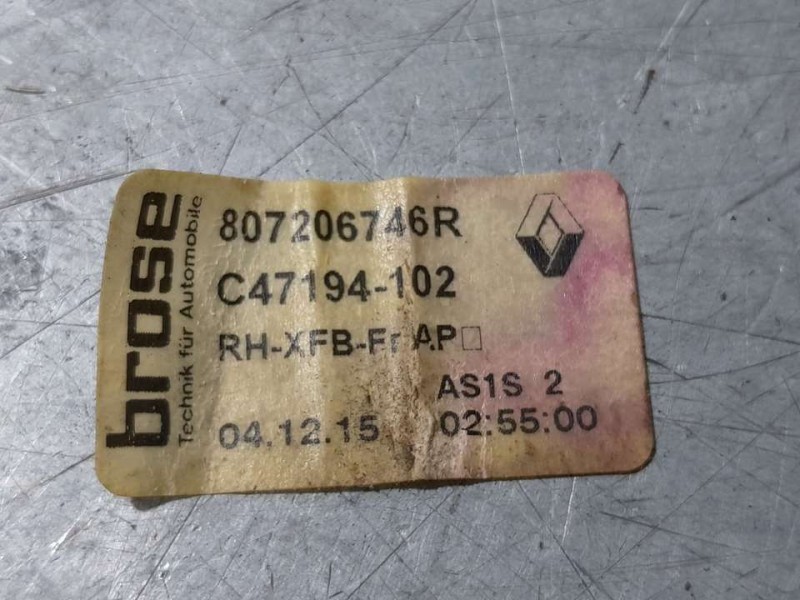 brose
Technik für Automobile
807206746R
C47194-102
RH-XFB-Fr AP□
AS1S 2
04.12.15 02:55:00